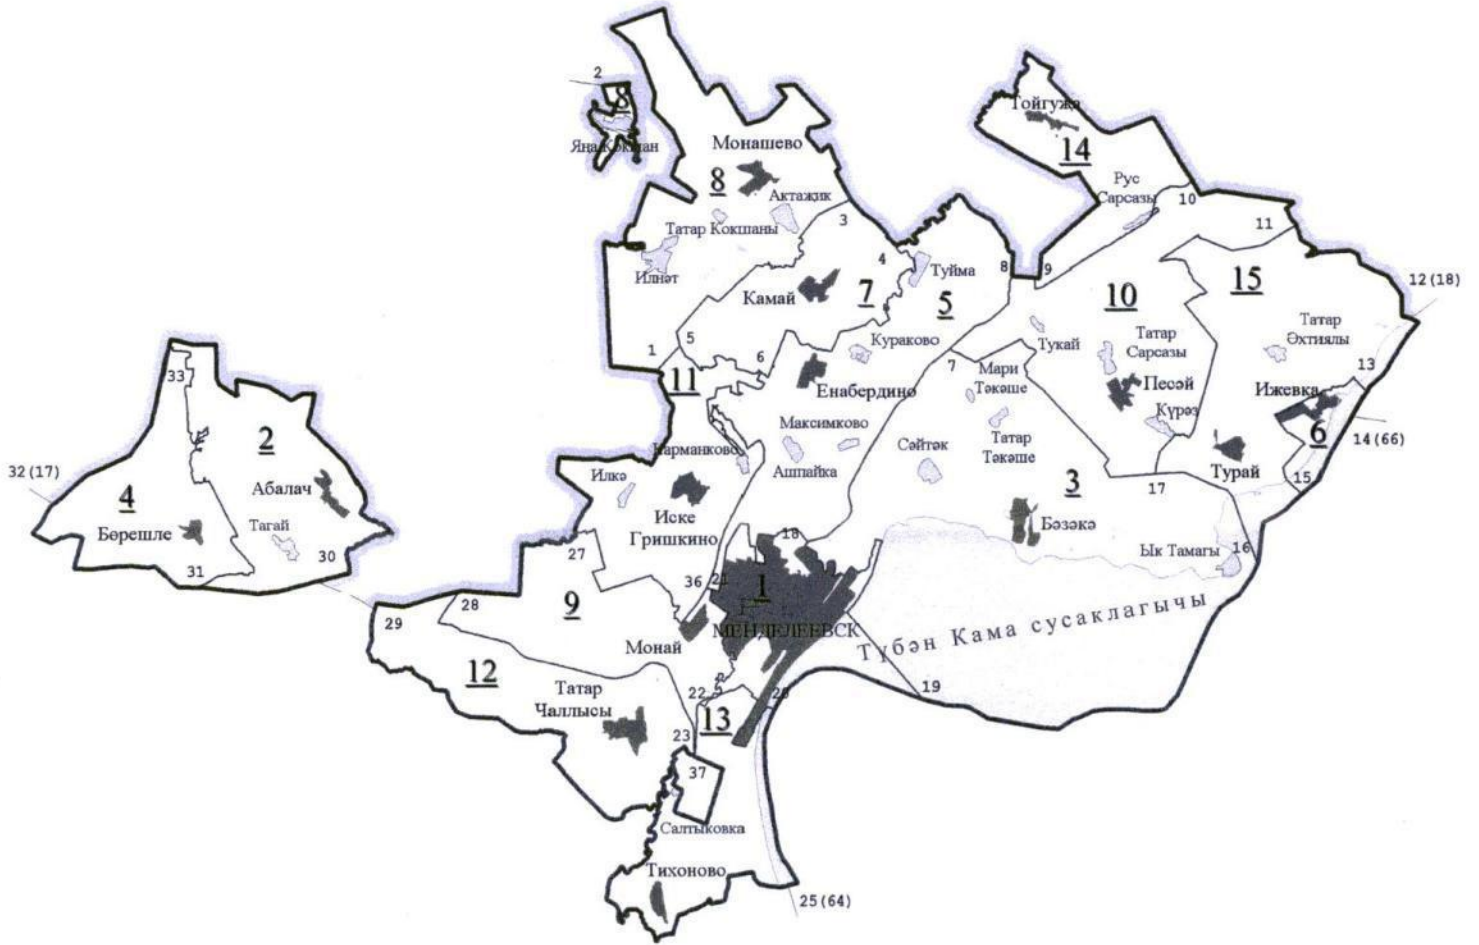 2
8
Яңа Кокшан
Монашево
8
Актаҗик
Татар Кокшаны
Илнәт
3
4
Камай
7
Туйма
5
8
9
Тойгуҗа
14
Рус
Сарсазы
10
11
15
10
12(18)
Тукай
Татар
Сарсазы
Татар
Әхтиялы
13
Песәй
Күрәз
Ижевка
6
14(66)
15
Турай
1
5
6
11
Кураково
Енабердино
7
Мари
Тәкәше
Татар
Тәкәше
Максимково
Ашпайка
Сәйтәк
3
17
Бәзәкә
Ык Тамагы
16
Нарманково
Илкә
Иске
Гришкино
33
2
32(17)
4
Абалач
Бәрешле
Тагай
31
30
27
36
21
18
1
МЕНДЕЛЕЕВСК
28
29
9
Монай
Түбән Кама сусаклагычы
19
20
12
Татар
Чаллысы
22
13
23
37
Салтыковка
Тихоново
25(64)